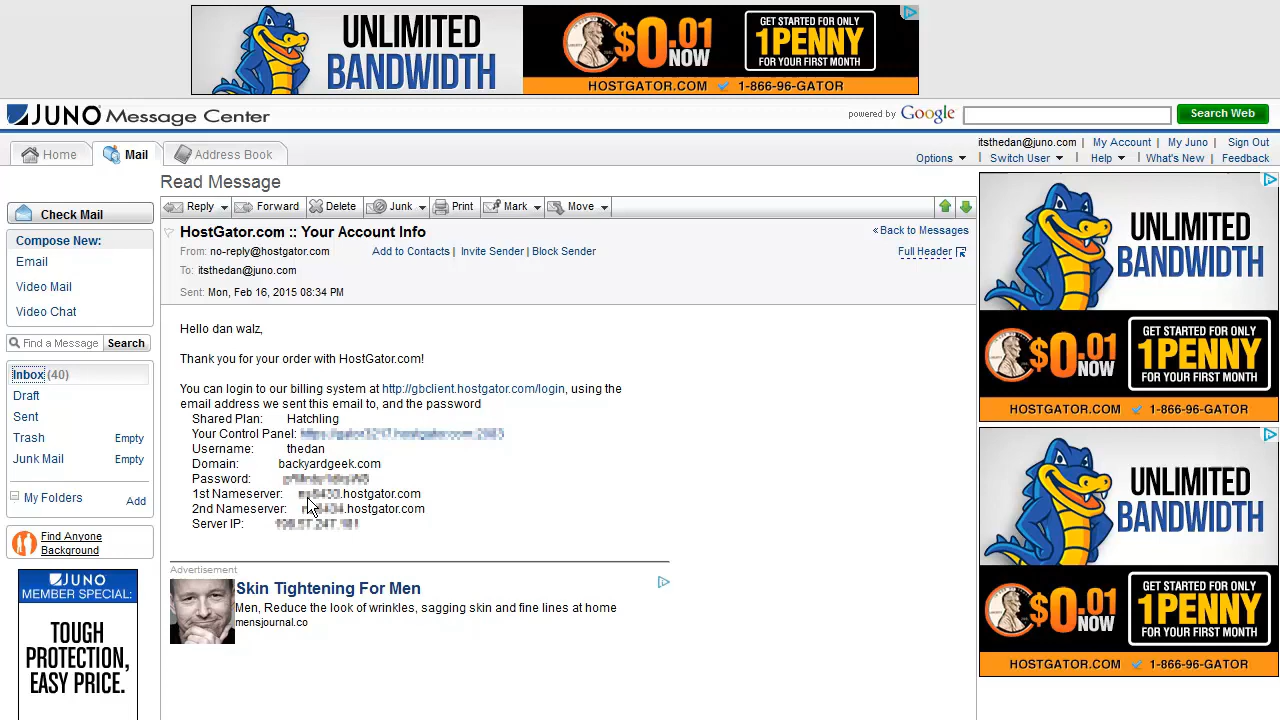 UNLIMITED
BANDWIDTH
$0.01
NOW
GET STARTED FOR ONLY
1PENNY
FOR YOUR FIRST MONTH
HOSTGATOR.COM 1-866-96-GATOR
JUNO Message Center
powered by Google
Search Web
Home
Mail
Address Book
itsthedan@juno.com My Account My Juno Sign Out
Options Switch User Help What's New Feedback
Read Message
Check Mail
Compose New:
Email
Video Mail
Video Chat
Find a Message Search
Inbox (40)
Draft
Sent
Trash Empty
Junk Mail Empty
My Folders Add
Find Anyone
Background
JUNO
MEMBER SPECIAL:
TOUGH
PROTECTION,
EASY PRICE.
Reply Forward Delete Junk Print Mark Move
HostGator.com :: Your Account Info
«Back to Messages
From: no-reply@hostgator.com
Add to Contacts | Invite Sender | Block Sender
Full Header
To: itsthedan@juno.com
Sent: Mon, Feb 16, 2015 08:34 PM
Hello dan walz,
Thank you for your order with HostGator.com!
You can login to our billing system at http://gbclient.hostgator.com/login, using the
email address we sent this email to, and the password
Shared Plan: Hatchling
Your Control Panel:
Username: thedan
Domain: backyardgeek.com
Password:
1st Nameserver: .hostgator.com
2nd Nameserver: .hostgator.com
Server IP:
Advertisement
Skin Tightening For Men
Men, Reduce the lok of wrinkles, sagging skin and fine lines at home
mensjournal.co
UNLIMITED
BANDWIDTH
$0.01
NOW
GET STARTED FOR ONLY
1PENNY
FOR YOUR FIRST MONTH
HOSTGATOR.COM 1-866-96-GATOR
UNLIMITED
BANDWIDTH
$0.01
NOW
GET STARTED FOR ONLY
1PENNY
FOR YOUR FIRST MONTH
HOSTGATOR.COM 1-866-96-GATOR